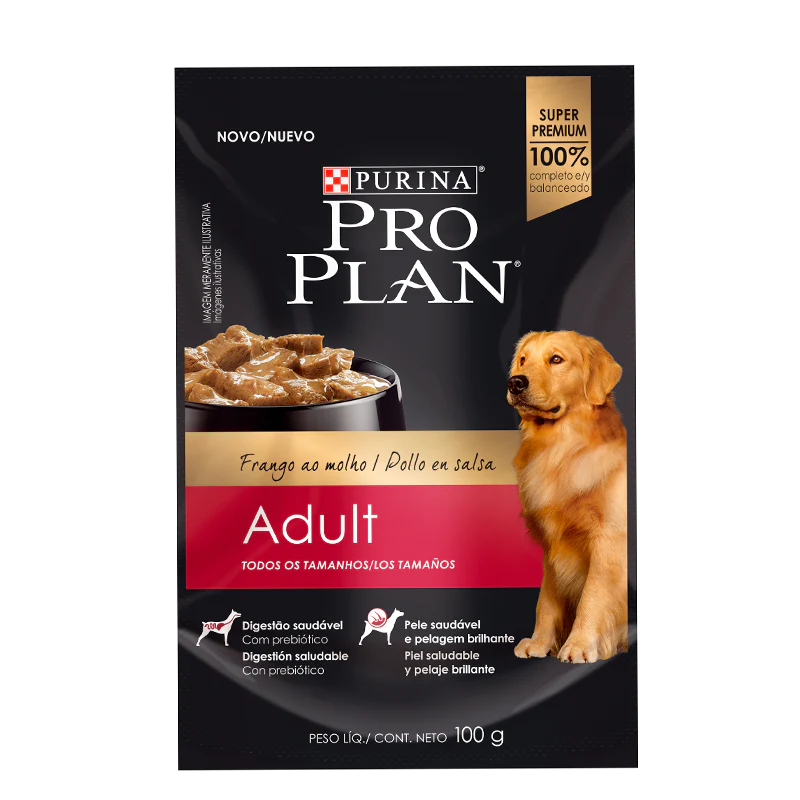 NOVO/NUEVO
SUPER
PREMIUM
100%
completo e/y
balanceado
PURINA®
PRO
PLAN®
IMAGEM MERAMENTE ILUSTRATIVA
Imágenes ilustrativas
Frango ao molho / Pollo en salsa
Adult
TODOS OS TAMANHOS/LOS TAMAÑOS
Digestão saudável
Com prebiótico
Digestión saludable
Con prebiótico
Pele saudável
e pelagem brilhante
Piel saludable
y pelaje brillante
PESO LÍQ./ CONT. NETO 100 g